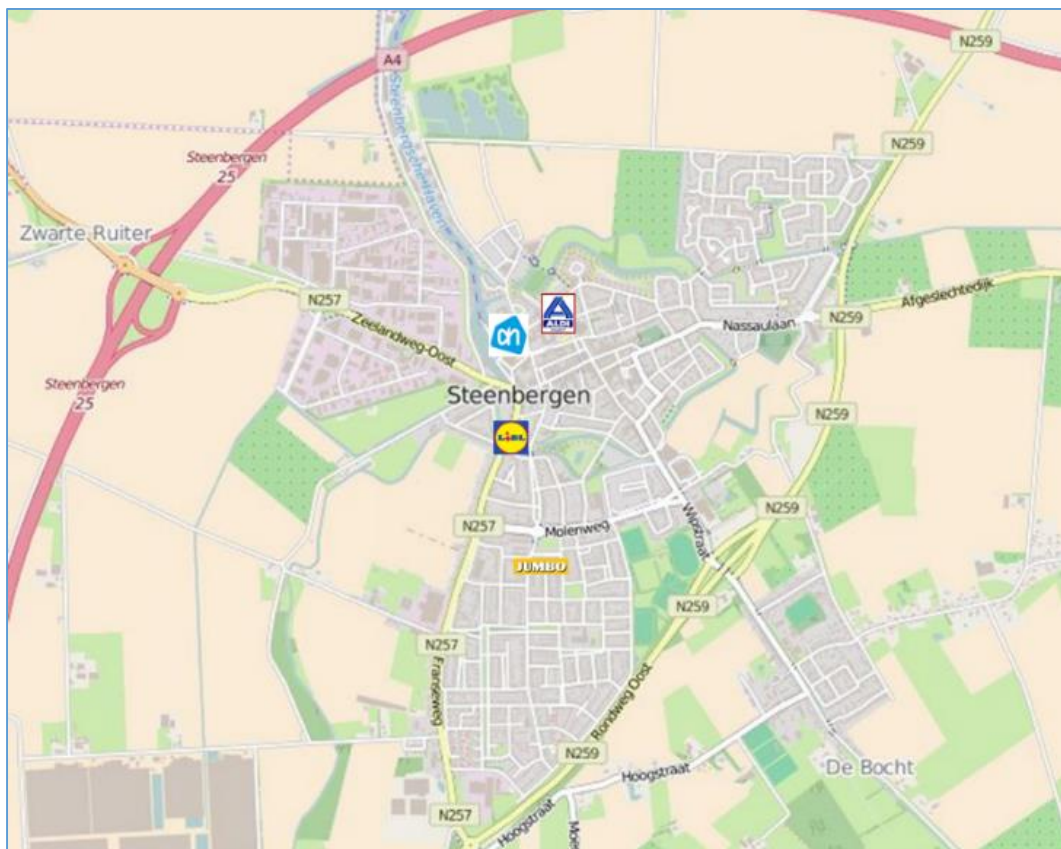 N259
A4
Steenbergsche Haven
N259
Steenbergen
25
Zwarte Ruiter
N257
ALDI
Afgeslechtedijk
N259
Nassaulaan
Zeelandweg-Oost
ah
Steenbergen
25
Steenbergen
N259
LIDL
N259
N257
Molenweg
Wipstraat
JUMBO
N259
N257
Franseweg
Rondweg Oost
N259
Hoogstraat
De Bocht
N257
Hoogstraat